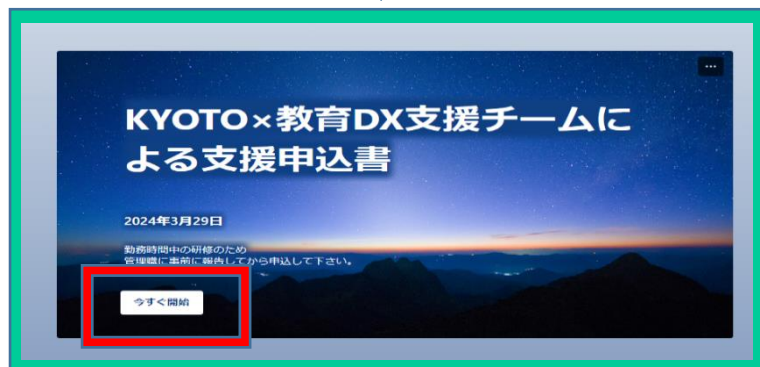 KYOTO×教育DX支援チームに
よる支援申込書
2024年3月29日
勤務時間中の研修のため
管理職に事前に報告してから申込して下さい。
今すぐ開始